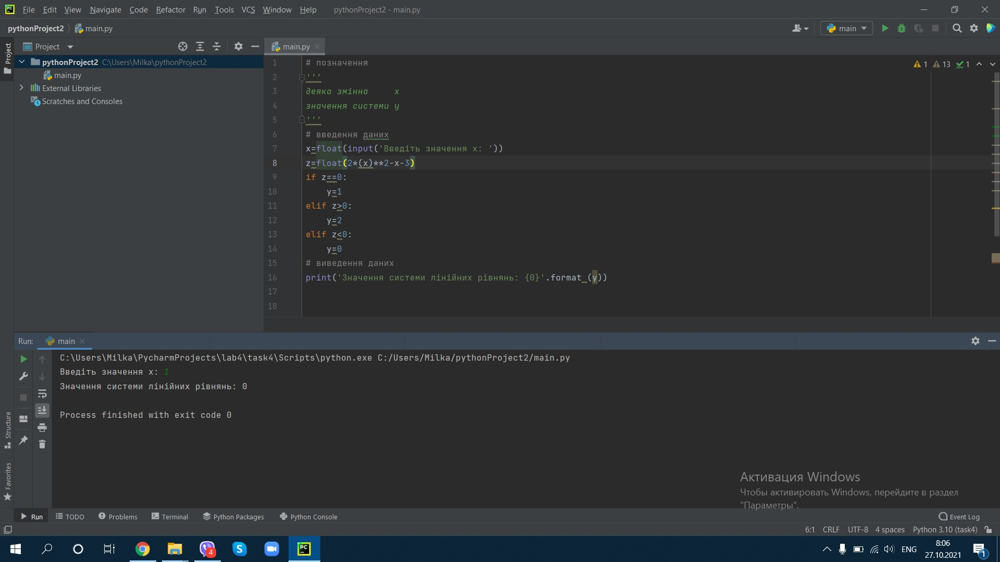 File Edit View Navigate Code Refactor Run Tools VCS Window Help pythonProject2 - main.py
pythonProject2 main.py main
Project
Project
main.py
pythonProject2 C:\Users\Milka\pythonProject2
main.py
External Libraries
Scratches and Consoles
1 13 1
1 # позначення
2 '''
3 деяка змінна     x
4 значення системи y
5 '''
6 # введення даних
7 x=float(input('Введіть значення x: '))
8 z=float(2*(x)**2-x-3)
9 if z==0:
10     y=1
11 elif z>0:
12     y=2
13 elif z<0:
14     y=0
15 # виведення даних
16 print('Значення системи лінійних рівнянь: {0}'.format (y))
17
18
Run: main
C:\Users\Milka\PycharmProjects\lab4\task4\Scripts\python.exe C:/Users/Milka/pythonProject2/main.py
Введіть значення x: 1
Значення системи лінійних рівнянь: 0
Process finished with exit code 0
Structure
Favorites
Активация Windows
Чтобы активировать Windows, перейдите в раздел
"Параметры".
Run TODO Problems Terminal Python Packages Python Console Event Log
6:1 CRLF UTF-8 4 spaces Python 3.10 (task4)
4
PC
ENG
8:06
27.10.2021
1